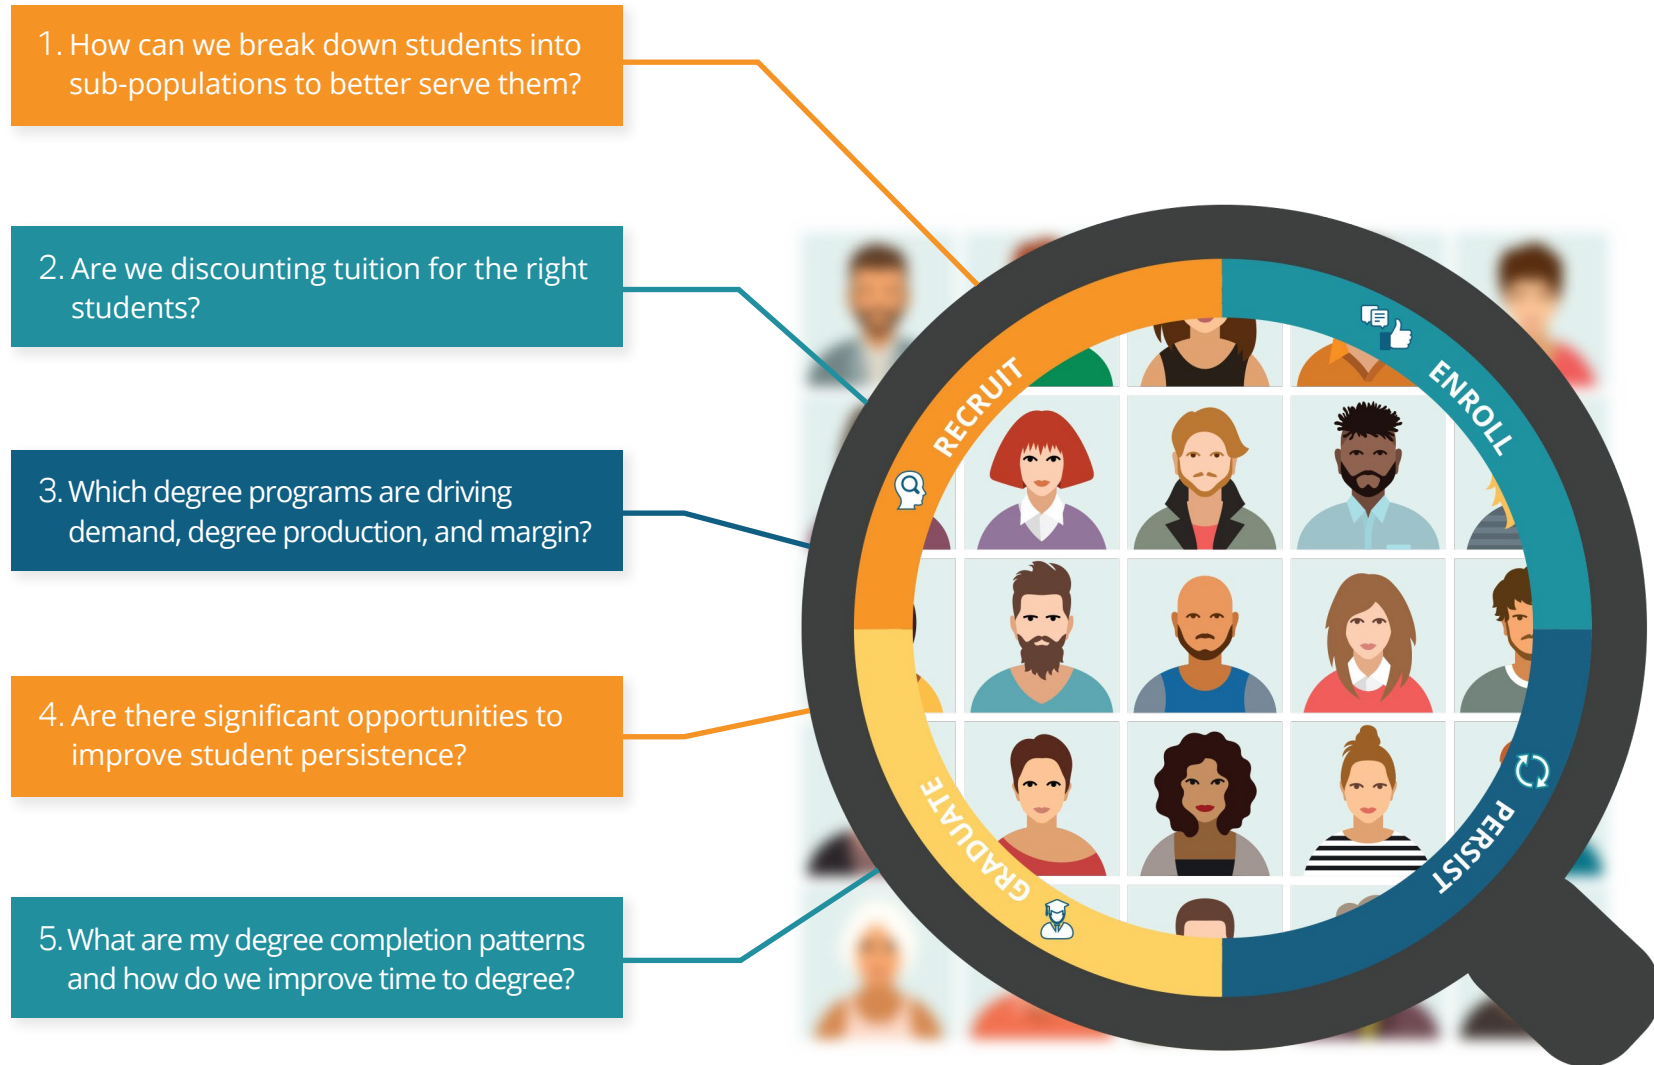 1. How can we break down students into
sub-populations to better serve them?
2. Are we discounting tuition for the right
students?
3. Which degree programs are driving
demand, degree production, and margin?
4. Are there significant opportunities to
improve student persistence?
5. What are my degree completion patterns
and how do we improve time to degree?
RECRUIT
ENROLL
PERSIST
GRADUATE